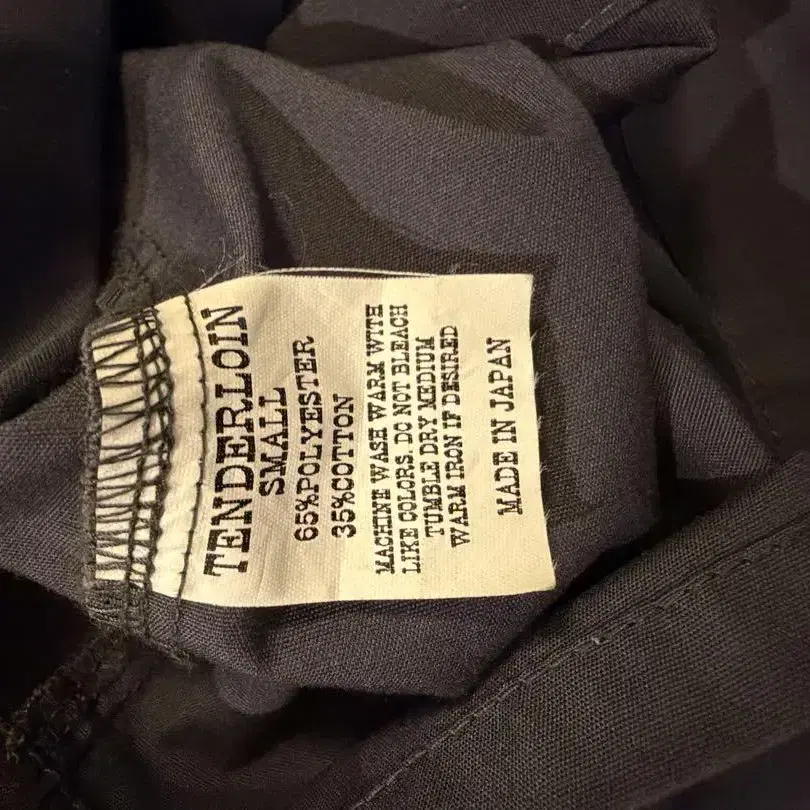 TENDERLOIN
SMALL
65%POLYESTER
35%COTTON
MACHINE WASH WARM WITH
LIKE COLORS. DO NOT BLEACH
TUMBLE DRY MEDIUM
WARM IRON IF DESIRED
MADE IN JAPAN